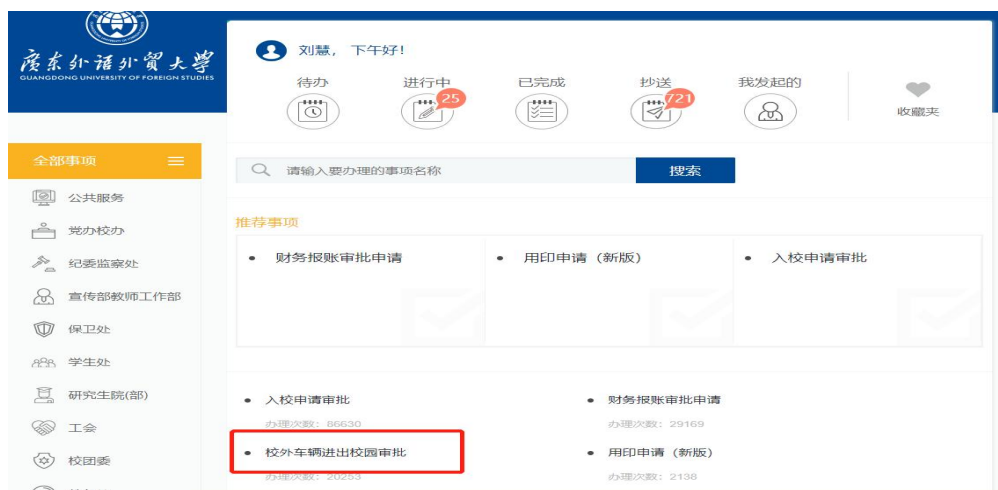 广东外语外贸大学
GUANGDONG UNIVERSITY OF FOREIGN STUDIES
刘慧，下午好！
待办
进行中
已完成
抄送
我发起的
25
721
收藏夹
全部事项
请输入要办理的事项名称
搜索
公共服务
党办校办
纪委监察处
宣传部教师工作部
保卫处
学生处
研究生院(部)
工会
校团委
推荐事项
• 财务报账审批申请
• 用印申请（新版）
• 入校申请审批
• 入校申请审批
办理次数：86630
• 财务报账审批申请
办理次数：29169
• 校外车辆进出校园审批
办理次数：20253
• 用印申请（新版）
办理次数：2138